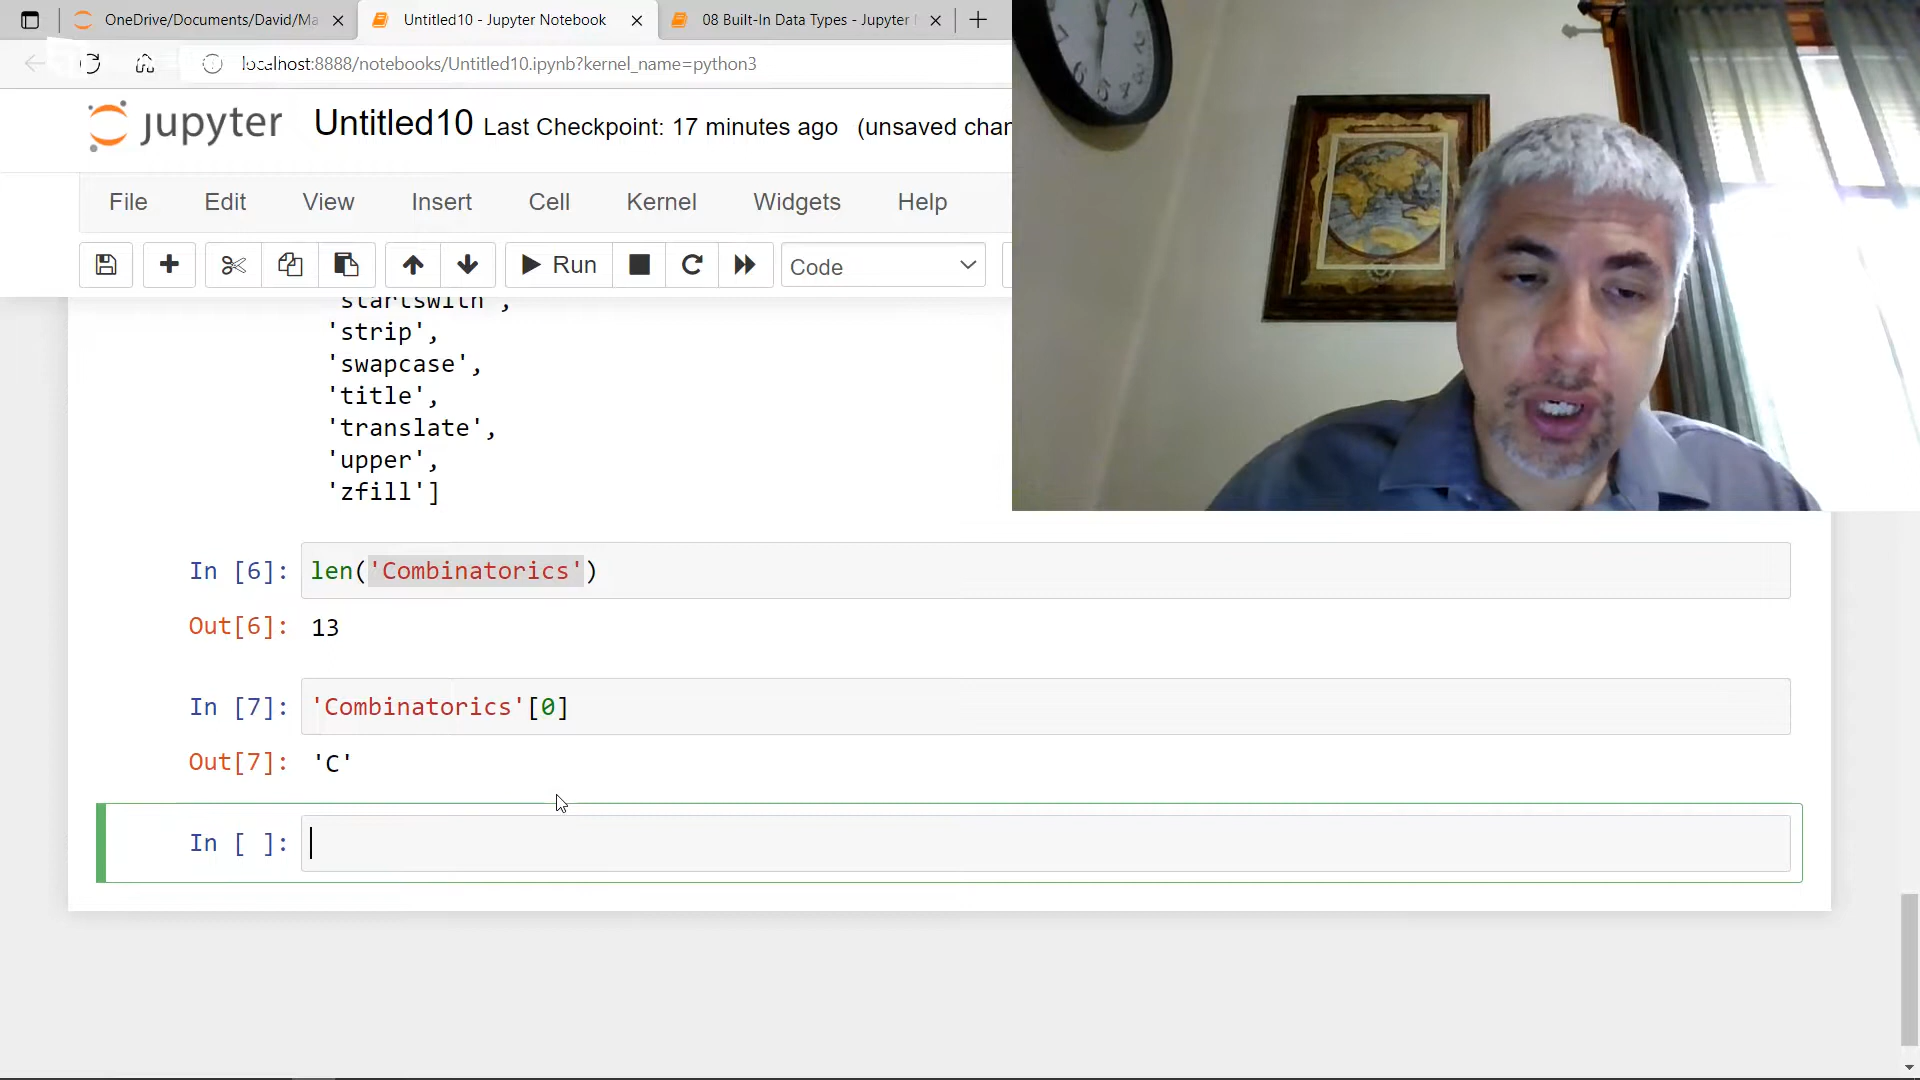 OneDrive/Documents/David/Ma
Untitled10 - Jupyter Notebook
08 Built-In Data Types - Jupyter
localhost:8888/notebooks/Untitled10.ipynb?kernel_name=python3
jupyter Untitled10 Last Checkpoint: 17 minutes ago (unsaved chan
File Edit View Insert Cell Kernel Widgets Help
Run Code
'startswith',
'strip',
'swapcase',
'title',
'translate',
'upper',
'zfill']
In [6]: len('Combinatorics')
Out[6]: 13
In [7]: 'Combinatorics'[0]
Out[7]: 'C'
In [ ]: